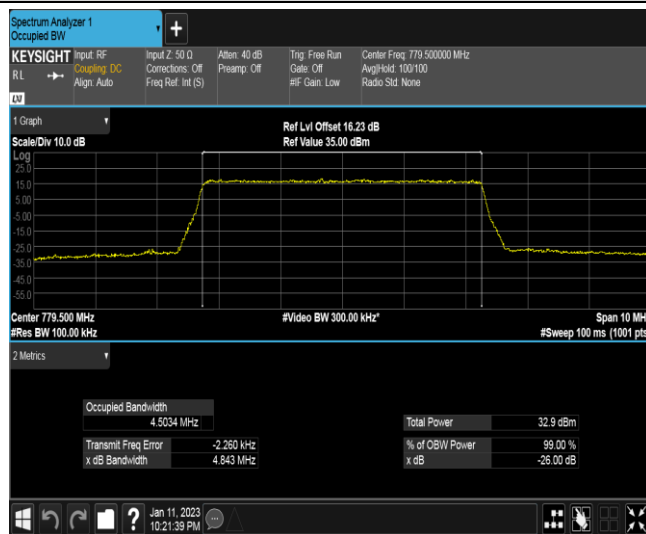 Spectrum Analyzer 1
Occupied BW
+
KEYSIGHT
RL
LXI
Input: RF
Coupling: DC
Align: Auto
Input Z: 50 Ω
Corrections: Off
Freq Ref: Int (S)
Atten: 40 dB
Preamp: Off
Trig: Free Run
Gate: Off
#IF Gain: Low
Center Freq: 779.500000 MHz
Avg|Hold: 100/100
Radio Std: None
1 Graph
Scale/Div 10.0 dB
Ref Lvl Offset 16.23 dB
Ref Value 35.00 dBm
Log
25.0
15.0
5.00
-5.00
-15.0
-25.0
-35.0
-45.0
-55.0
Center 779.500 MHz
#Video BW 300.00 kHz*
Span 10 MH
#Res BW 100.00 kHz
#Sweep 100 ms (1001 pts
2 Metrics
Occupied Bandwidth
4.5034 MHz
Total Power 32.9 dBm
Transmit Freq Error -2.260 kHz
% of OBW Power 99.00 %
x dB Bandwidth 4.843 MHz
x dB -26.00 dB
?
Jan 11, 2023
10:21:39 PM